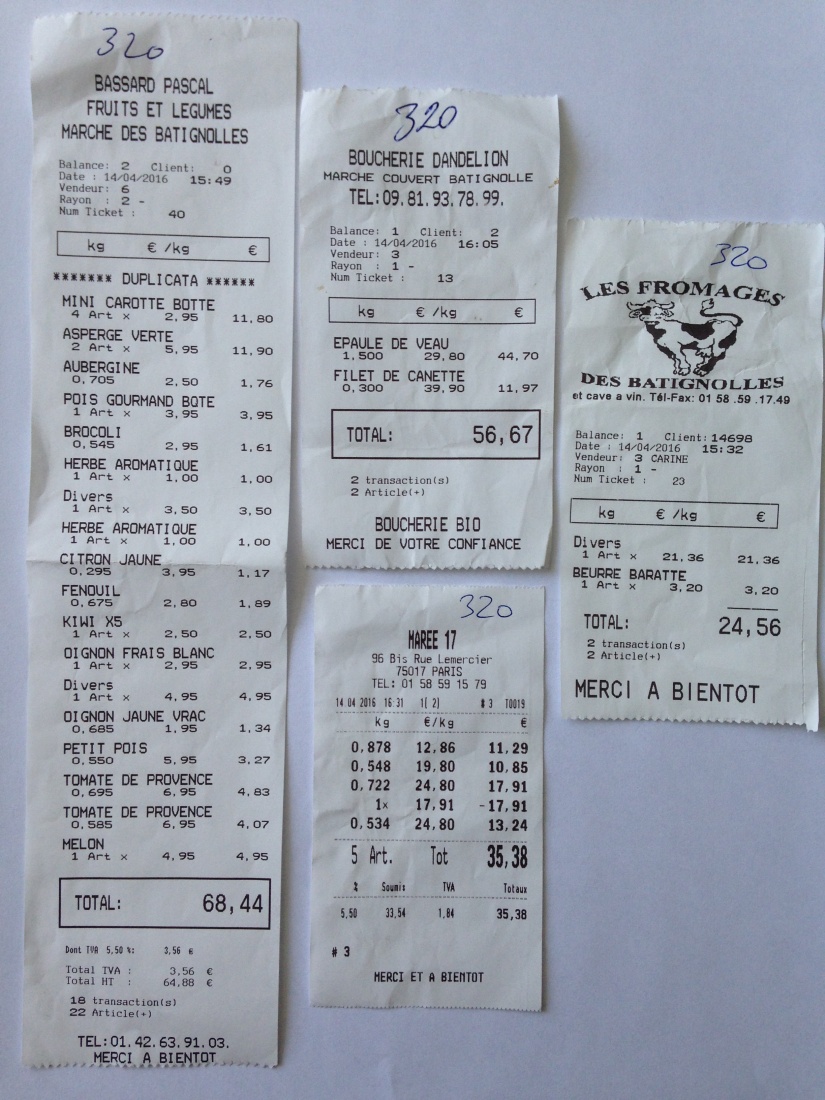 320
BASSARD PASCAL
FRUITS ET LEGUMES
MARCHE DES BATIGNOLLES
Balance: 2 Client: 0
Date : 14/04/2016 15:49
Vendeur: 6
Rayon : 2 -
Num Ticket : 40
kg € /kg €
******* DUPLICATA ******
MINI CAROTTE BOTTE
4 Art x 2,95 11,80
ASPERGE VERTE
2 Art x 5,95 11,90
AUBERGINE
0,705 2,50 1,76
POIS GOURMAND BOTE
1 Art x 3,95 3,95
BROCOLI
0,545 2,95 1,61
HERBE AROMATIQUE
1 Art x 1,00 1,00
Divers
1 Art x 3,50 3,50
HERBE AROMATIQUE
1 Art x 1,00 1,00
CITRON JAUNE
0,295 3,95 1,17
FENOUIL
0,675 2,80 1,89
KIWI X5
1 Art x 2,50 2,50
OIGNON FRAIS BLANC
1 Art x 2,95 2,95
Divers
1 Art x 4,95 4,95
OIGNON JAUNE VRAC
0,685 1,95 1,34
PETIT POIS
0,550 5,95 3,27
TOMATE DE PROVENCE
0,695 6,95 4,83
TOMATE DE PROVENCE
0,585 6,95 4,07
MELON
1 Art x 4,95 4,95
TOTAL: 68,44
Dont TVA 5,50 %: 3,56 €
Total TVA : 3,56 €
Total HT : 64,88 €
18 transaction(s)
22 Article(+)
TEL:01.42.63.91.03.
MERCI A BIENTOT
320
BOUCHERIE DANDELION
MARCHE COUVERT BATIGNOLLE
TEL:09.81.93.78.99.
Balance: 1 Client: 2
Date : 14/04/2016 16:05
Vendeur: 3
Rayon : 1 -
Num Ticket : 13
kg € /kg €
EPAULE DE VEAU
1,500 29,80 44,70
FILET DE CANETTE
0,300 39,90 11,97
TOTAL: 56,67
2 transaction(s)
2 Article(+)
BOUCHERIE BIO
MERCI DE VOTRE CONFIANCE
320
MAREE 17
96 Bis Rue Lemercier
75017 PARIS
TEL: 01 58 59 15 79
14 04 2016 16:31 1( 2) #3 T0019
kg €/kg €
0,878 12,86 11,29
0,548 19,80 10,85
0,722 24,80 17,91
1x 17,91 -17,91
0,534 24,80 13,24
5 Art. Tot 35,38
% Soumis TVA Totaux
5,50 33,54 1,84 35,38
# 3
MERCI ET A BIENTOT
320
LES FROMAGES
DES BATIGNOLLES
et cave a vin. Tél-Fax: 01 58 .59 .17.49
Balance: 1 Client:14698
Date : 14/04/2016 15:32
Vendeur: 3 CARINE
Rayon : 1 -
Num Ticket : 23
kg € /kg €
Divers
1 Art x 21,36 21,36
BEURRE BARATTE
1 Art x 3,20 3,20
TOTAL: 24,56
2 transaction(s)
2 Article(+)
MERCI A BIENTOT